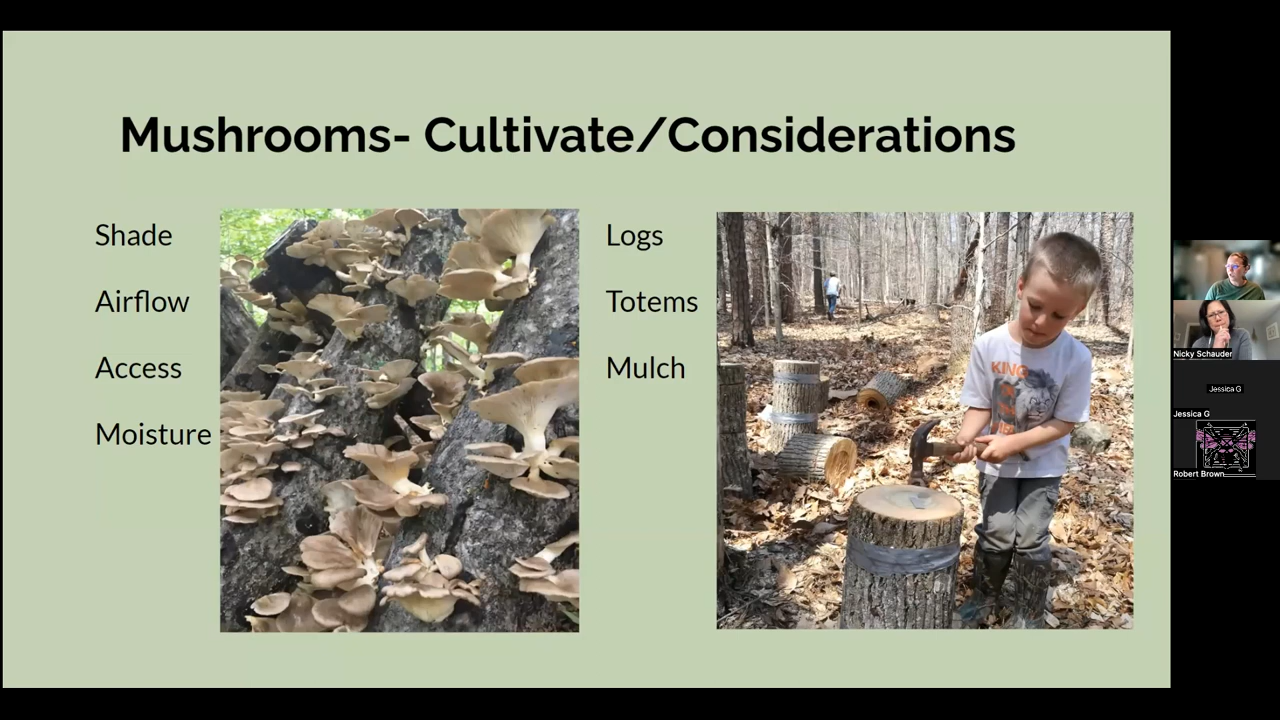 Mushrooms- Cultivate/Considerations
Shade
Airflow
Access
Moisture
Logs
Totems
Mulch
KING
Nicky Schauder
Jessica G
Jessica G
Robert Brown